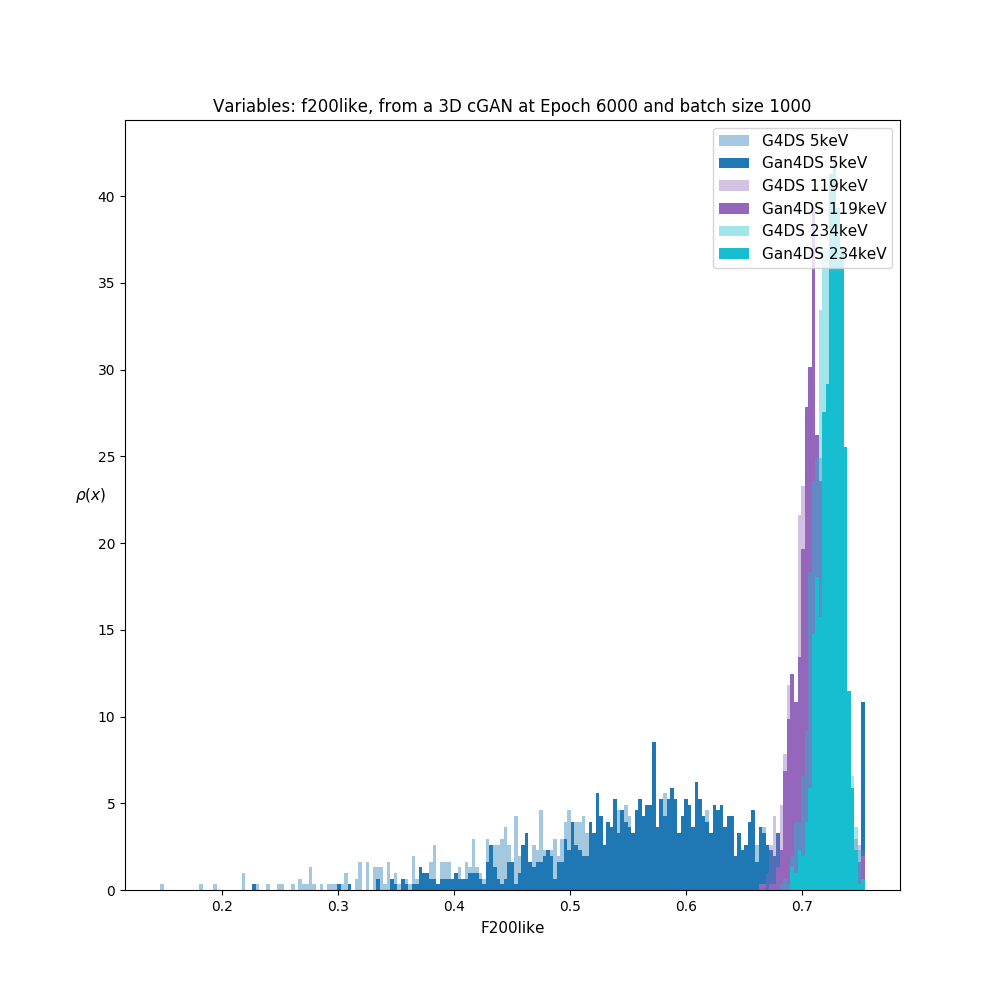 Variables: f200like, from a 3D cGAN at Epoch 6000 and batch size 1000
G4DS 5keV
Gan4DS 5keV
G4DS 119keV
Gan4DS 119keV
G4DS 234keV
Gan4DS 234keV
40
35
30
25
ρ(x)
20
15
10
5
0
0.2 0.3 0.4 0.5 0.6 0.7
F200like